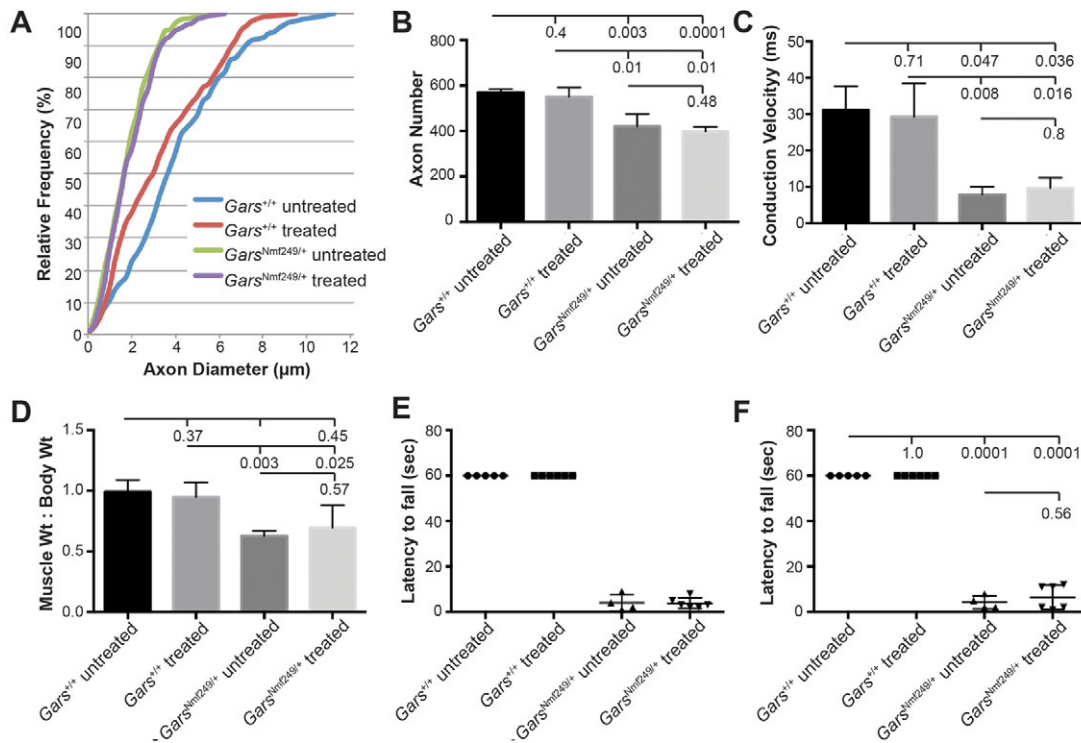 A
100
90
80
70
60
50
40
30
20
10
0
Relative Frequency (%)
0 2 4 6 8 10 12
Axon Diameter (µm)
Gars+/+ untreated
Gars+/+ treated
GarsNmf249/+ untreated
GarsNmf249/+ treated
B
0.4 0.003 0.0001
0.01 0.01
0.48
800
600
400
200
0
Axon Number
Gars+/+ untreated
Gars+/+ treated
GarsNmf249/+ untreated
GarsNmf249/+ treated
C
0.71 0.047 0.036
0.008 0.016
0.8
50
40
30
20
10
0
Conduction Velocityy (ms)
Gars+/+ untreated
Gars+/+ treated
GarsNmf249/+ untreated
GarsNmf249/+ treated
D
0.37 0.45
0.003 0.025
0.57
1.5
1.0
0.5
0.0
Muscle Wt : Body Wt
Gars+/+ untreated
Gars+/+ treated
GarsNmf249/+ untreated
GarsNmf249/+ treated
E
80
60
40
20
0
Latency to fall (sec)
Gars+/+ untreated
Gars+/+ treated
GarsNmf249/+ untreated
GarsNmf249/+ treated
F
1.0 0.0001 0.0001
0.56
80
60
40
20
0
Latency to fall (sec)
Gars+/+ untreated
Gars+/+ treated
GarsNmf249/+ untreated
GarsNmf249/+ treated